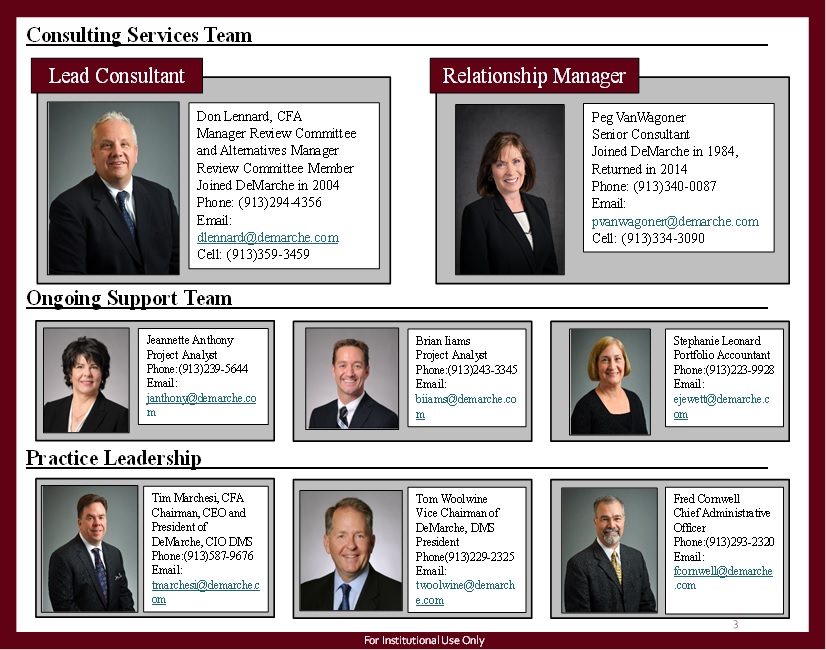 Consulting Services Team
Lead Consultant
Don Lennard, CFA
Manager Review Committee
and Alternatives Manager
Review Committee Member
Joined DeMarche in 2004
Phone: (913)294-4356
Email:
dlennard@demarche.com
Cell: (913)359-3459
Relationship Manager
Peg VanWagoner
Senior Consultant
Joined DeMarche in 1984,
Returned in 2014
Phone: (913)340-0087
Email:
pvanwagoner@demarche.com
Cell: (913)334-3090
Ongoing Support Team
Jeannette Anthony
Project Analyst
Phone:(913)239-5644
Email:
janthony@demarche.co
m
Brian Iiams
Project Analyst
Phone:(913)243-3345
Email:
biiams@demarche.co
m
Stephanie Leonard
Portfolio Accountant
Phone:(913)223-9928
Email:
ejewett@demarche.c
om
Practice Leadership
Tim Marchesi, CFA
Chairman, CEO and
President of
DeMarche, CIO DMS
Phone:(913)587-9676
Email:
tmarchesi@demarche.c
om
Tom Woolwine
Vice Chairman of
DeMarche, DMS
President
Phone(913)229-2325
Email:
twoolwine@demarch
e.com
Fred Cornwell
Chief Administrative
Officer
Phone:(913)293-2320
Email:
fcornwell@demarche
.com
3
For Institutional Use Only